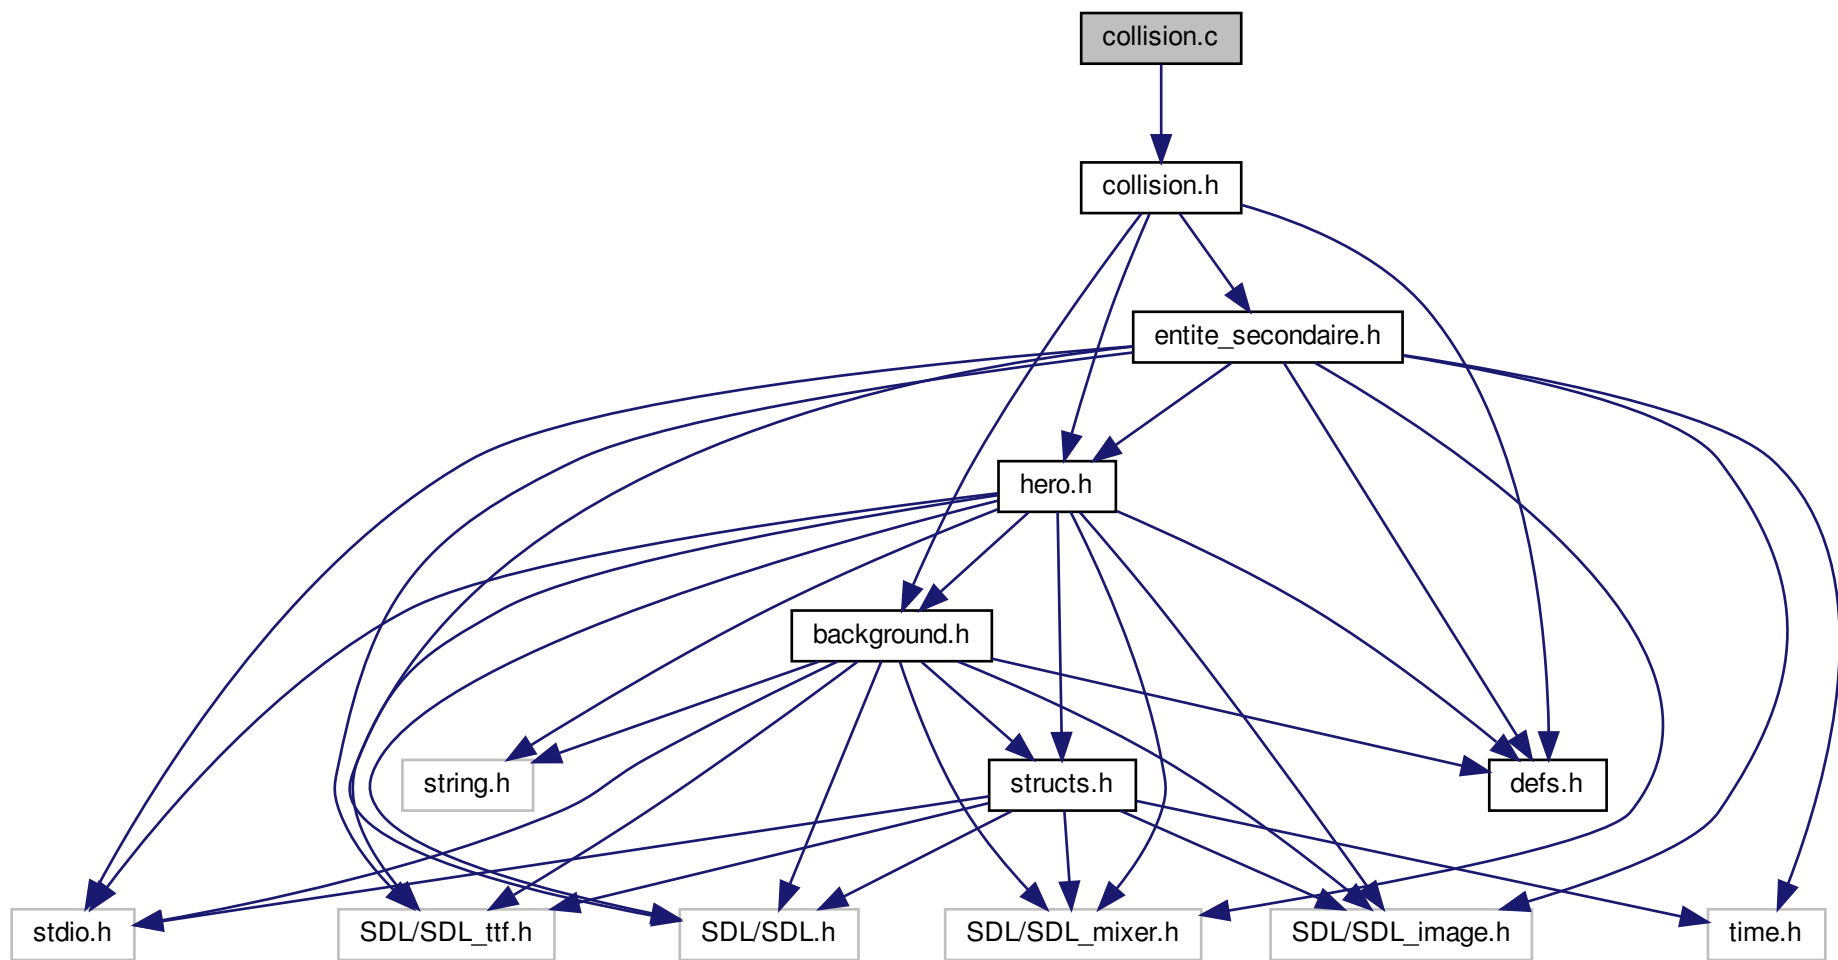 collision.c
collision.h
entite_secondaire.h
hero.h
background.h
string.h
structs.h
defs.h
stdio.h
SDL/SDL_ttf.h
SDL/SDL.h
SDL/SDL_mixer.h
SDL/SDL_image.h
time.h